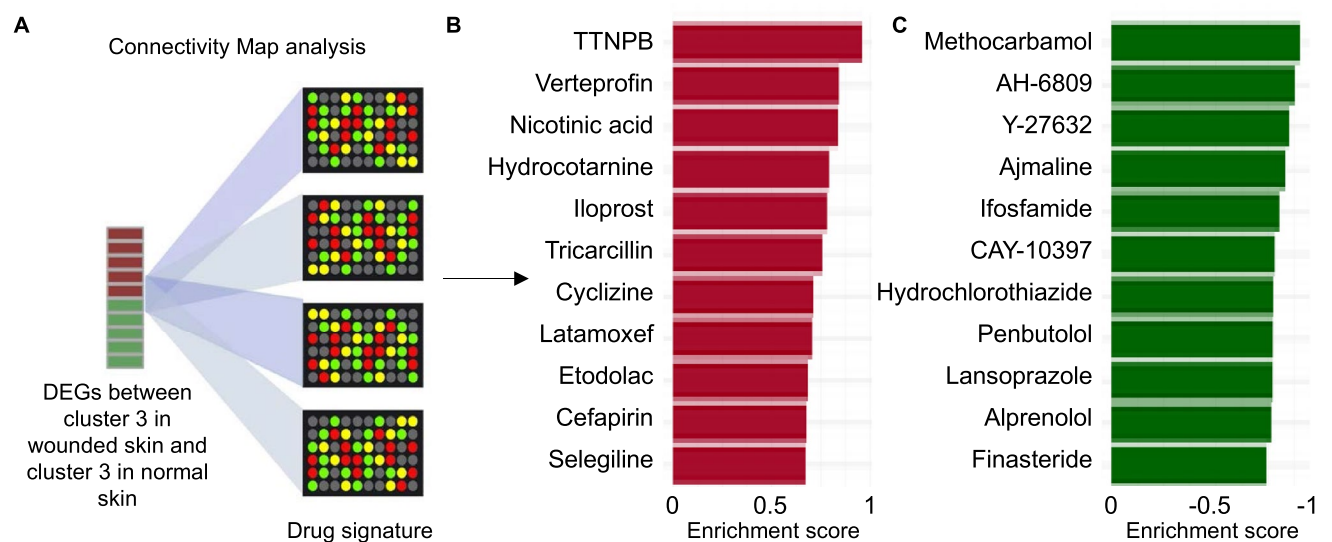 A
Connectivity Map analysis
DEGs between
cluster 3 in
wounded skin and
cluster 3 in normal
skin
Drug signature
B
TTNPB
Verteprofin
Nicotinic acid
Hydrocotarnine
Iloprost
Tricarcillin
Cyclizine
Latamoxef
Etodolac
Cefapirin
Selegiline
0 0.5 1
Enrichment score
C
Methocarbamol
AH-6809
Y-27632
Ajmaline
Ifosfamide
CAY-10397
Hydrochlorothiazide
Penbutolol
Lansoprazole
Alprenolol
Finasteride
0 -0.5 -1
Enrichment score